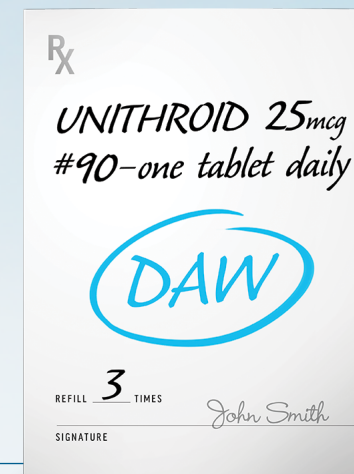 Rx
UNITHROID 25mcg
#90-one tablet daily
DAW
REFILL 3 TIMES
John Smith
SIGNATURE